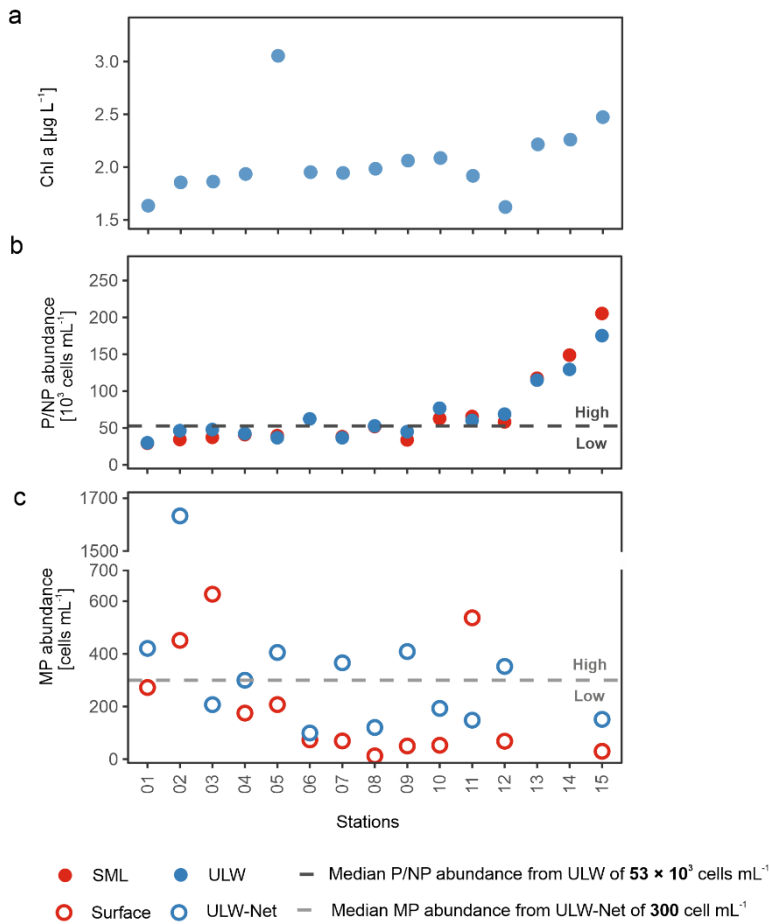 a
Chl a [µg L⁻¹]
3.0
2.5
2.0
1.5
b
P/NP abundance
[10³ cells mL⁻¹]
250
200
150
100
50
0
High
Low
c
MP abundance
[cells mL⁻¹]
1700
1500
700
600
400
200
0
High
Low
01 02 03 04 05 06 07 08 09 10 11 12 13 14 15
Stations
SML ULW Median P/NP abundance from ULW of 53 × 10³ cells mL⁻¹
Surface ULW-Net Median MP abundance from ULW-Net of 300 cell mL⁻¹